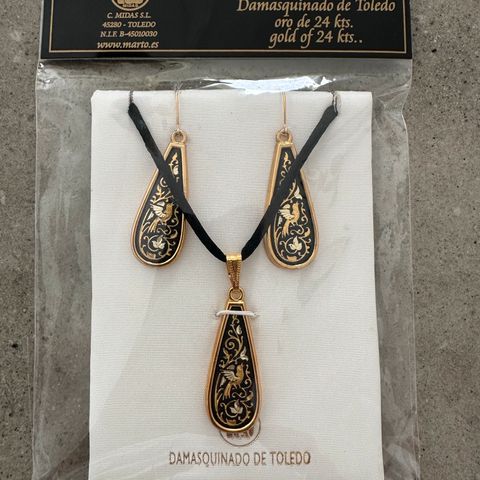 C. MIDAS S.L.
45280 - TOLEDO
N.I.F. B-45010030
www.marto.es
Damasquinado de Toledo
oro de 24 kts.
gold of 24 kts..
DAMASQUINADO DE TOLEDO